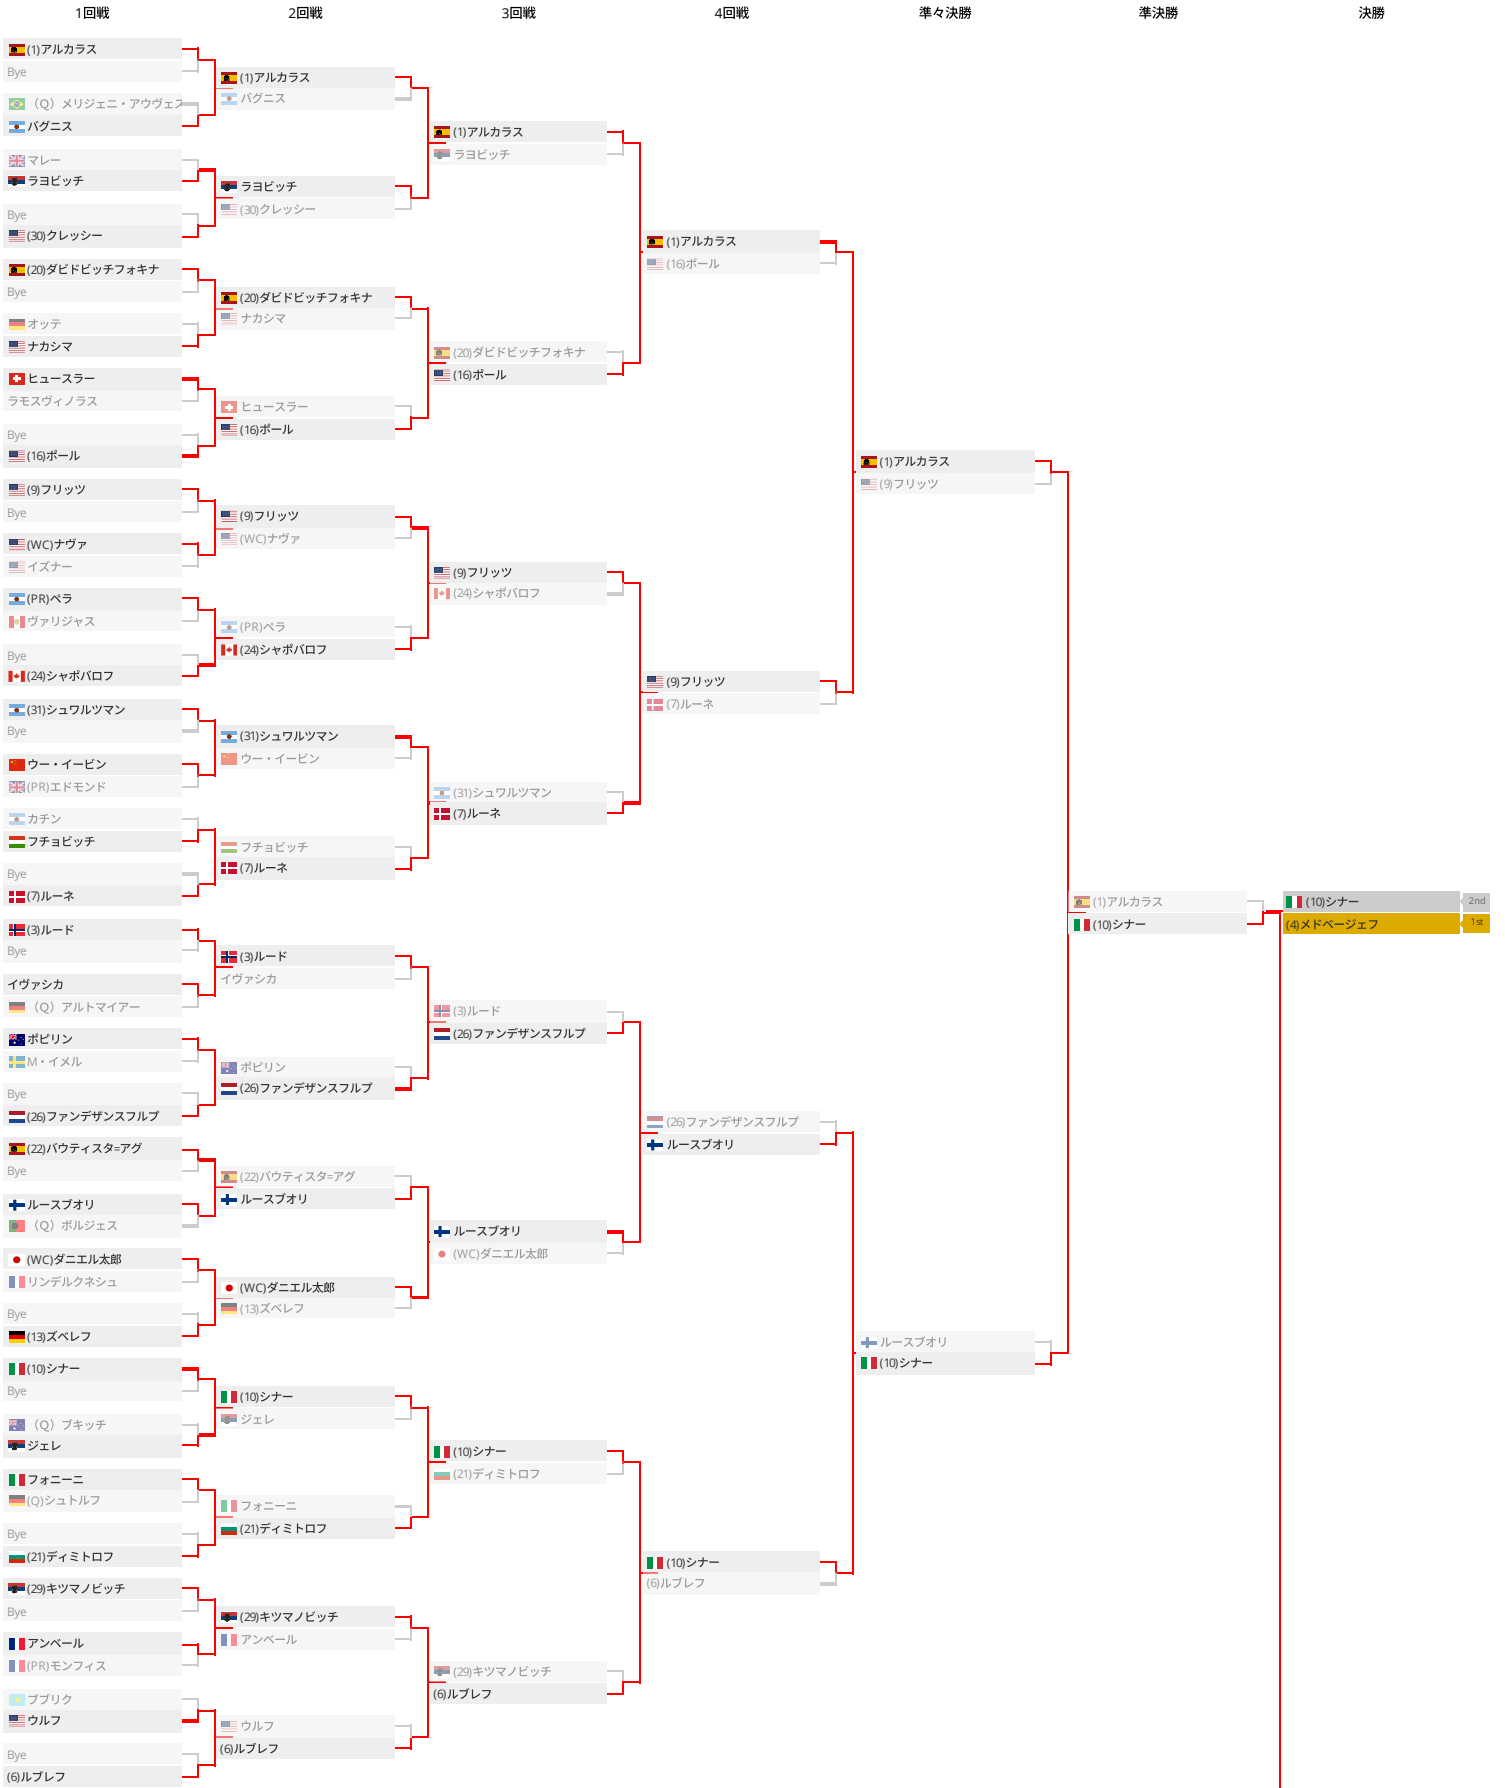 1回戦
2回戦
3回戦
4回戦
準々決勝
準決勝
決勝
(1)アルカラス
Bye
（Q）メリジェニ・アウヴェス
バグニス
マレー
ラヨビッチ
Bye
(30)クレッシー
(20)ダビドビッチフォキナ
Bye
オッテ
ナカシマ
ヒュースラー
ラモスヴィノラス
Bye
(16)ポール
(9)フリッツ
Bye
(WC)ナヴァ
イズナー
(PR)ペラ
ヴァリジャス
Bye
(24)シャポバロフ
(31)シュワルツマン
Bye
ウー・イービン
(PR)エドモンド
カチン
フチョビッチ
Bye
(7)ルーネ
(3)ルード
Bye
イヴァシカ
（Q）アルトマイアー
ポピリン
M・イメル
Bye
(26)ファンデザンスフルプ
(22)バウティスタ=アグ
Bye
ルースブオリ
（Q）ボルジェス
(WC)ダニエル太郎
リンデルクネシュ
Bye
(13)ズベレフ
(10)シナー
Bye
（Q）ブキッチ
ジェレ
フォニーニ
(Q)シュトルフ
Bye
(21)ディミトロフ
(29)キツマノビッチ
Bye
アンベール
(PR)モンフィス
ブブリク
ウルフ
Bye
(6)ルブレフ
(1)アルカラス
バグニス
ラヨビッチ
(30)クレッシー
(20)ダビドビッチフォキナ
ナカシマ
ヒュースラー
(16)ポール
(9)フリッツ
(WC)ナヴァ
(PR)ペラ
(24)シャポバロフ
(31)シュワルツマン
ウー・イービン
フチョビッチ
(7)ルーネ
(3)ルード
イヴァシカ
ポピリン
(26)ファンデザンスフルプ
(22)バウティスタ=アグ
ルースブオリ
(WC)ダニエル太郎
(13)ズベレフ
(10)シナー
ジェレ
フォニーニ
(21)ディミトロフ
(29)キツマノビッチ
アンベール
ウルフ
(6)ルブレフ
(1)アルカラス
ラヨビッチ
(20)ダビドビッチフォキナ
(16)ポール
(9)フリッツ
(24)シャポバロフ
(31)シュワルツマン
(7)ルーネ
(3)ルード
(26)ファンデザンスフルプ
ルースブオリ
(WC)ダニエル太郎
(10)シナー
(21)ディミトロフ
(29)キツマノビッチ
(6)ルブレフ
(1)アルカラス
(16)ポール
(9)フリッツ
(7)ルーネ
(26)ファンデザンスフルプ
ルースブオリ
(10)シナー
(6)ルブレフ
(1)アルカラス
(9)フリッツ
ルースブオリ
(10)シナー
(1)アルカラス
(10)シナー
(10)シナー 2nd
(4)メドベージェフ 1st